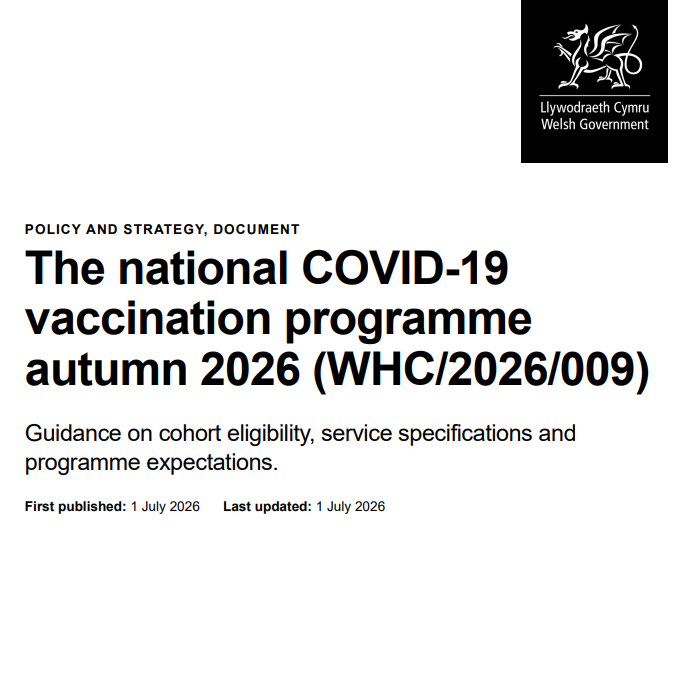 Llywodraeth Cymru
Welsh Government
POLICY AND STRATEGY, DOCUMENT
The national COVID-19
vaccination programme
autumn 2026 (WHC/2026/009)
Guidance on cohort eligibility, service specifications and
programme expectations.
First published: 1 July 2026 Last updated: 1 July 2026